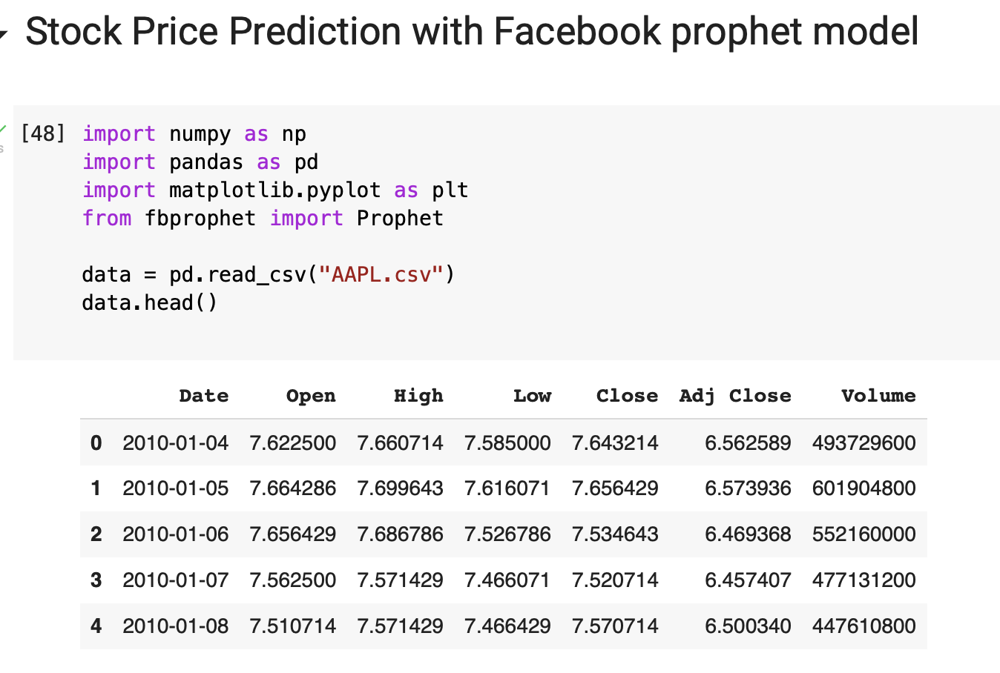 Stock Price Prediction with Facebook prophet model
[48] import numpy as np
import pandas as pd
import matplotlib.pyplot as plt
from fbprophet import Prophet
data = pd.read_csv("AAPL.csv")
data.head()
Date Open High Low Close Adj Close Volume
0 2010-01-04 7.622500 7.660714 7.585000 7.643214 6.562589 493729600
1 2010-01-05 7.664286 7.699643 7.616071 7.656429 6.573936 601904800
2 2010-01-06 7.656429 7.686786 7.526786 7.534643 6.469368 552160000
3 2010-01-07 7.562500 7.571429 7.466071 7.520714 6.457407 477131200
4 2010-01-08 7.510714 7.571429 7.466429 7.570714 6.500340 447610800